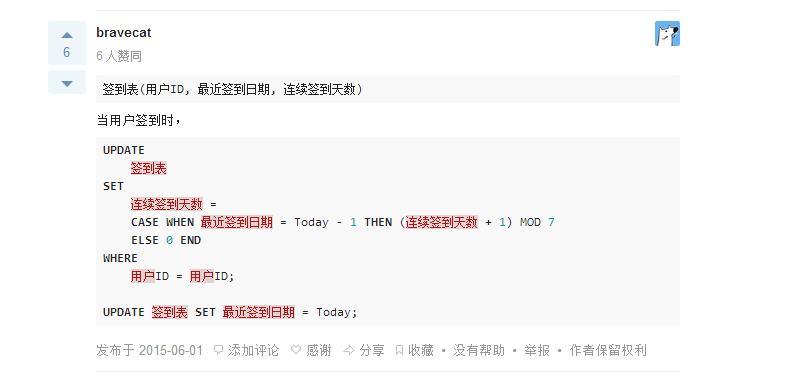 bravecat
6
6 人赞同
签到表(用户ID, 最近签到日期, 连续签到天数)
当用户签到时，
UPDATE
签到表
SET
连续签到天数 =
CASE WHEN 最近签到日期 = Today - 1 THEN (连续签到天数 + 1) MOD 7
ELSE 0 END
WHERE
用户ID = 用户ID;
UPDATE 签到表 SET 最近签到日期 = Today;
发布于 2015-06-01 添加评论 感谢 分享 收藏 • 没有帮助 • 举报 • 作者保留权利